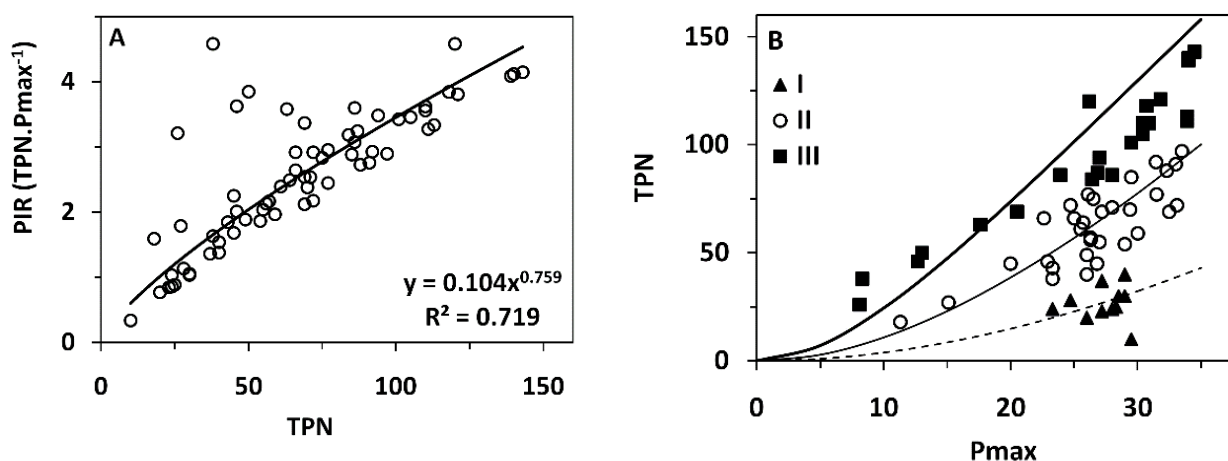 A
PIR (TPN.Pmax⁻¹)
4
2
0
y = 0.104x^0.759
R² = 0.719
0 50 100 150
TPN
B
TPN
150
100
50
0
I
II
III
0 10 20 30
Pmax